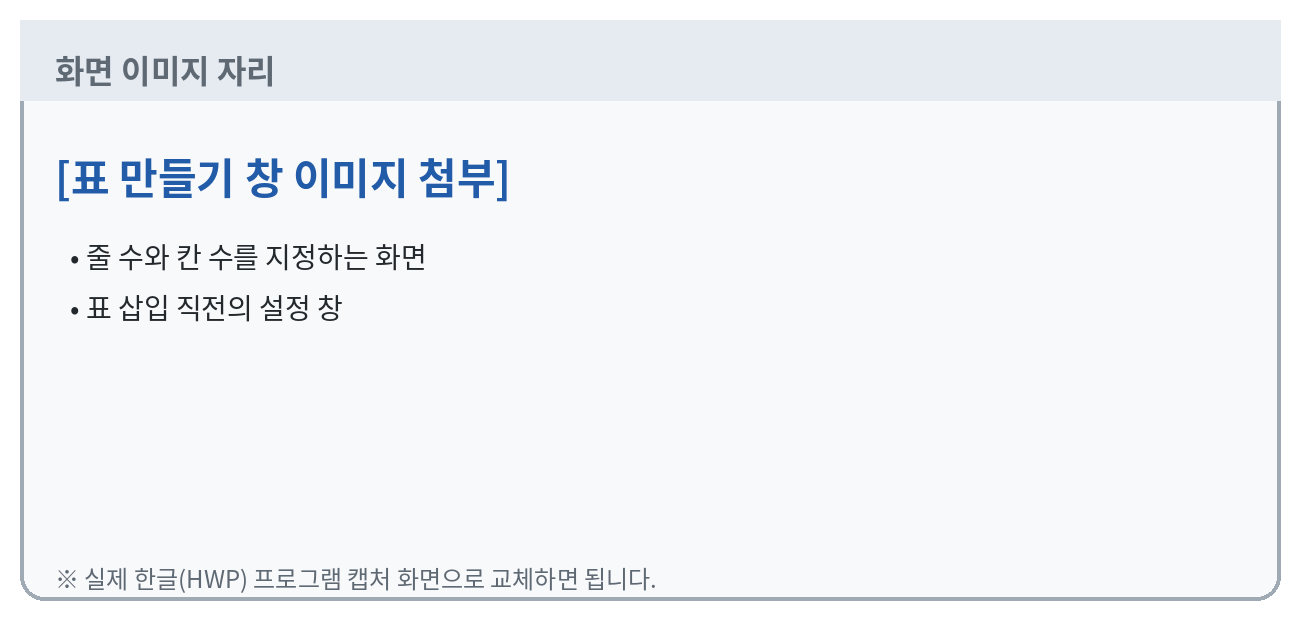 화면 이미지 자리
[표 만들기 창 이미지 첨부]
• 줄 수와 칸 수를 지정하는 화면
• 표 삽입 직전의 설정 창
※ 실제 한글(HWP) 프로그램 캡처 화면으로 교체하면 됩니다.